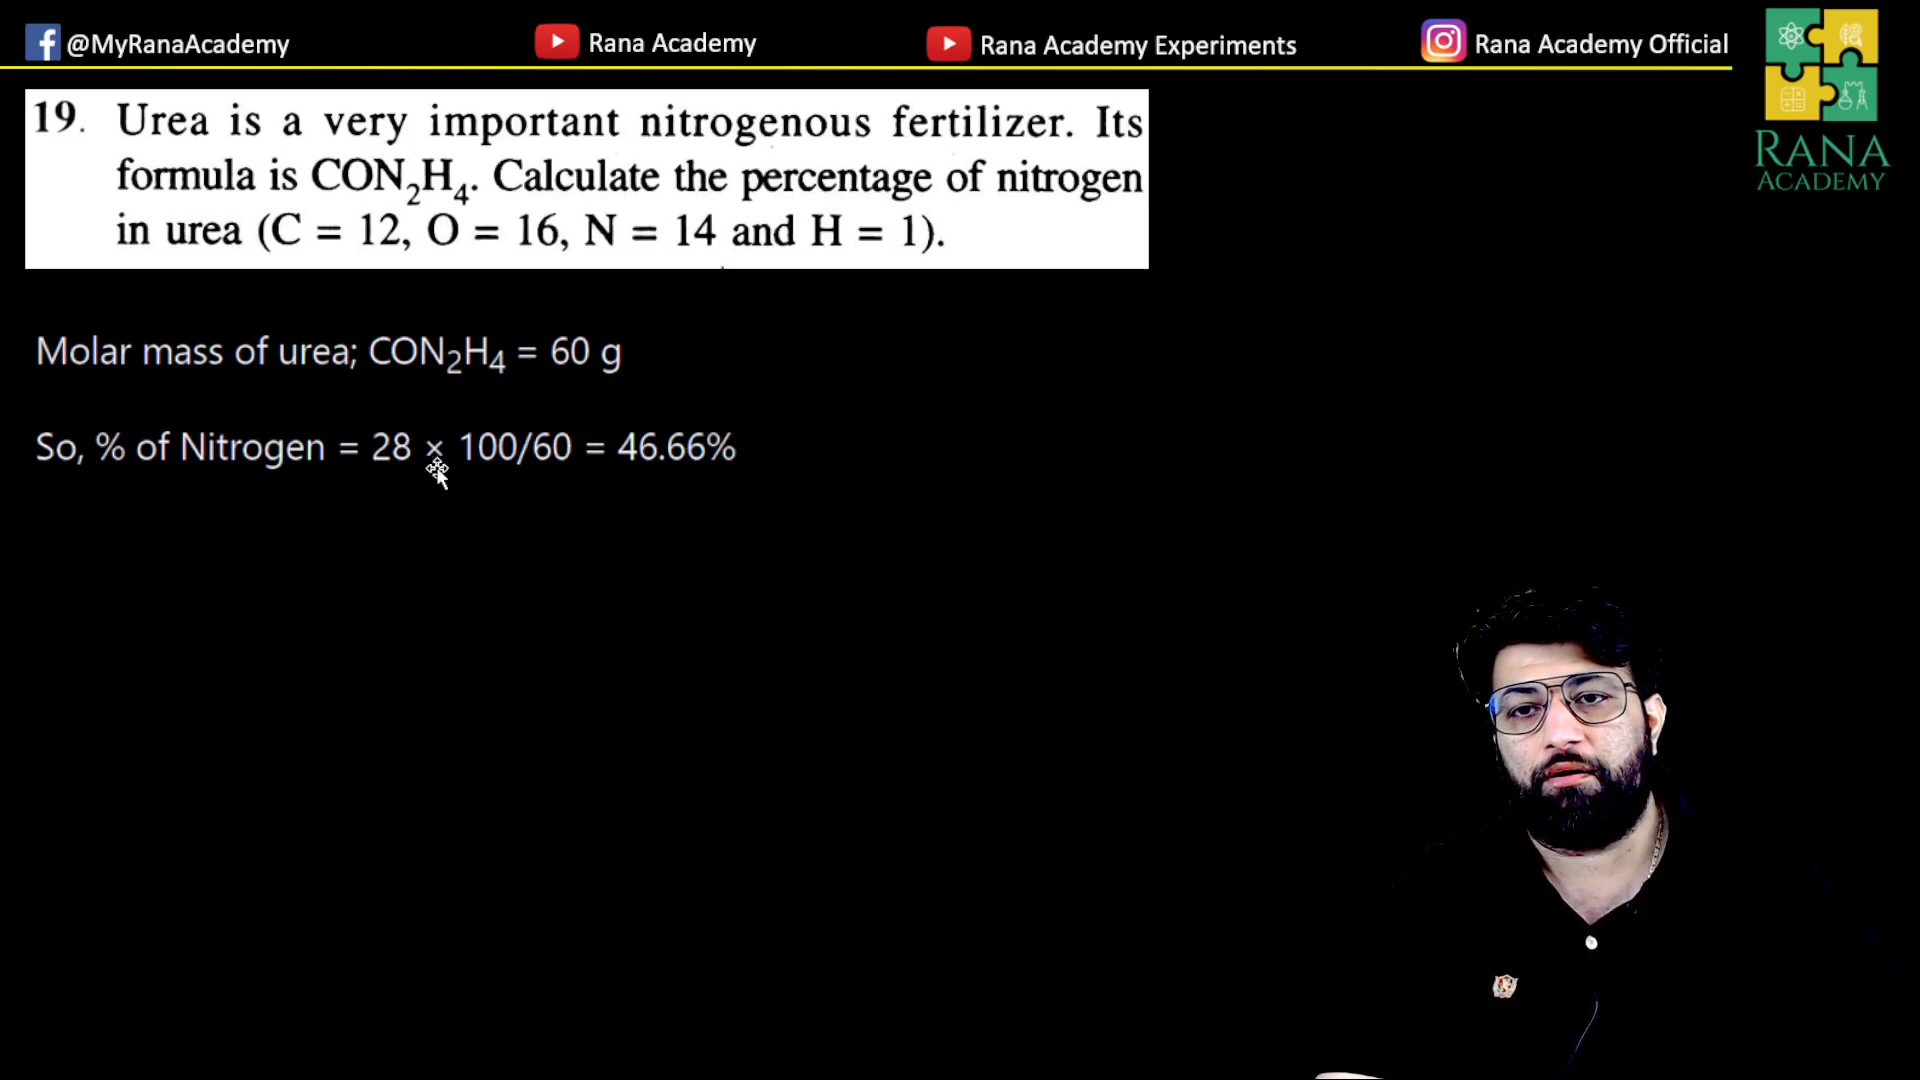 @MyRanaAcademy
Rana Academy
Rana Academy Experiments
Rana Academy Official
RANA
ACADEMY
19. Urea is a very important nitrogenous fertilizer. Its
formula is CON₂H₄. Calculate the percentage of nitrogen
in urea (C = 12, O = 16, N = 14 and H = 1).
Molar mass of urea; CON₂H₄ = 60 g
So, % of Nitrogen = 28 × 100/60 = 46.66%